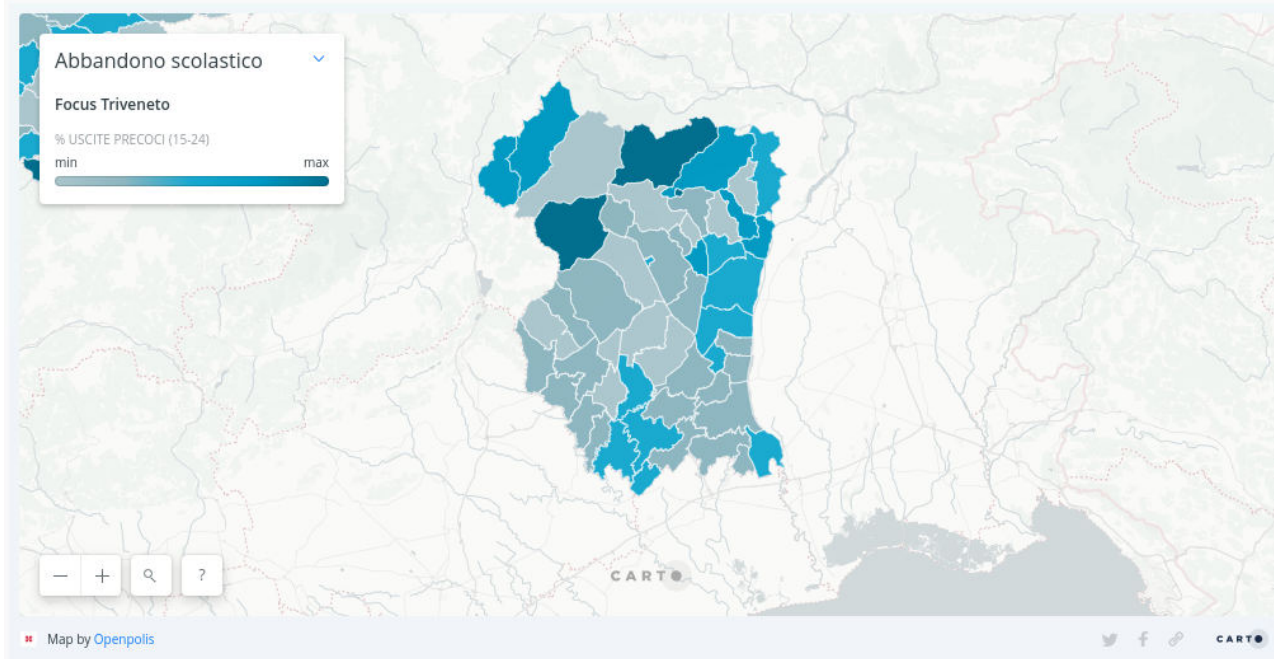 Abbandono scolastico
Focus Triveneto
% USCITE PRECOCI (15-24)
min max
− + ?
CARTO
Map by Openpolis
CARTO